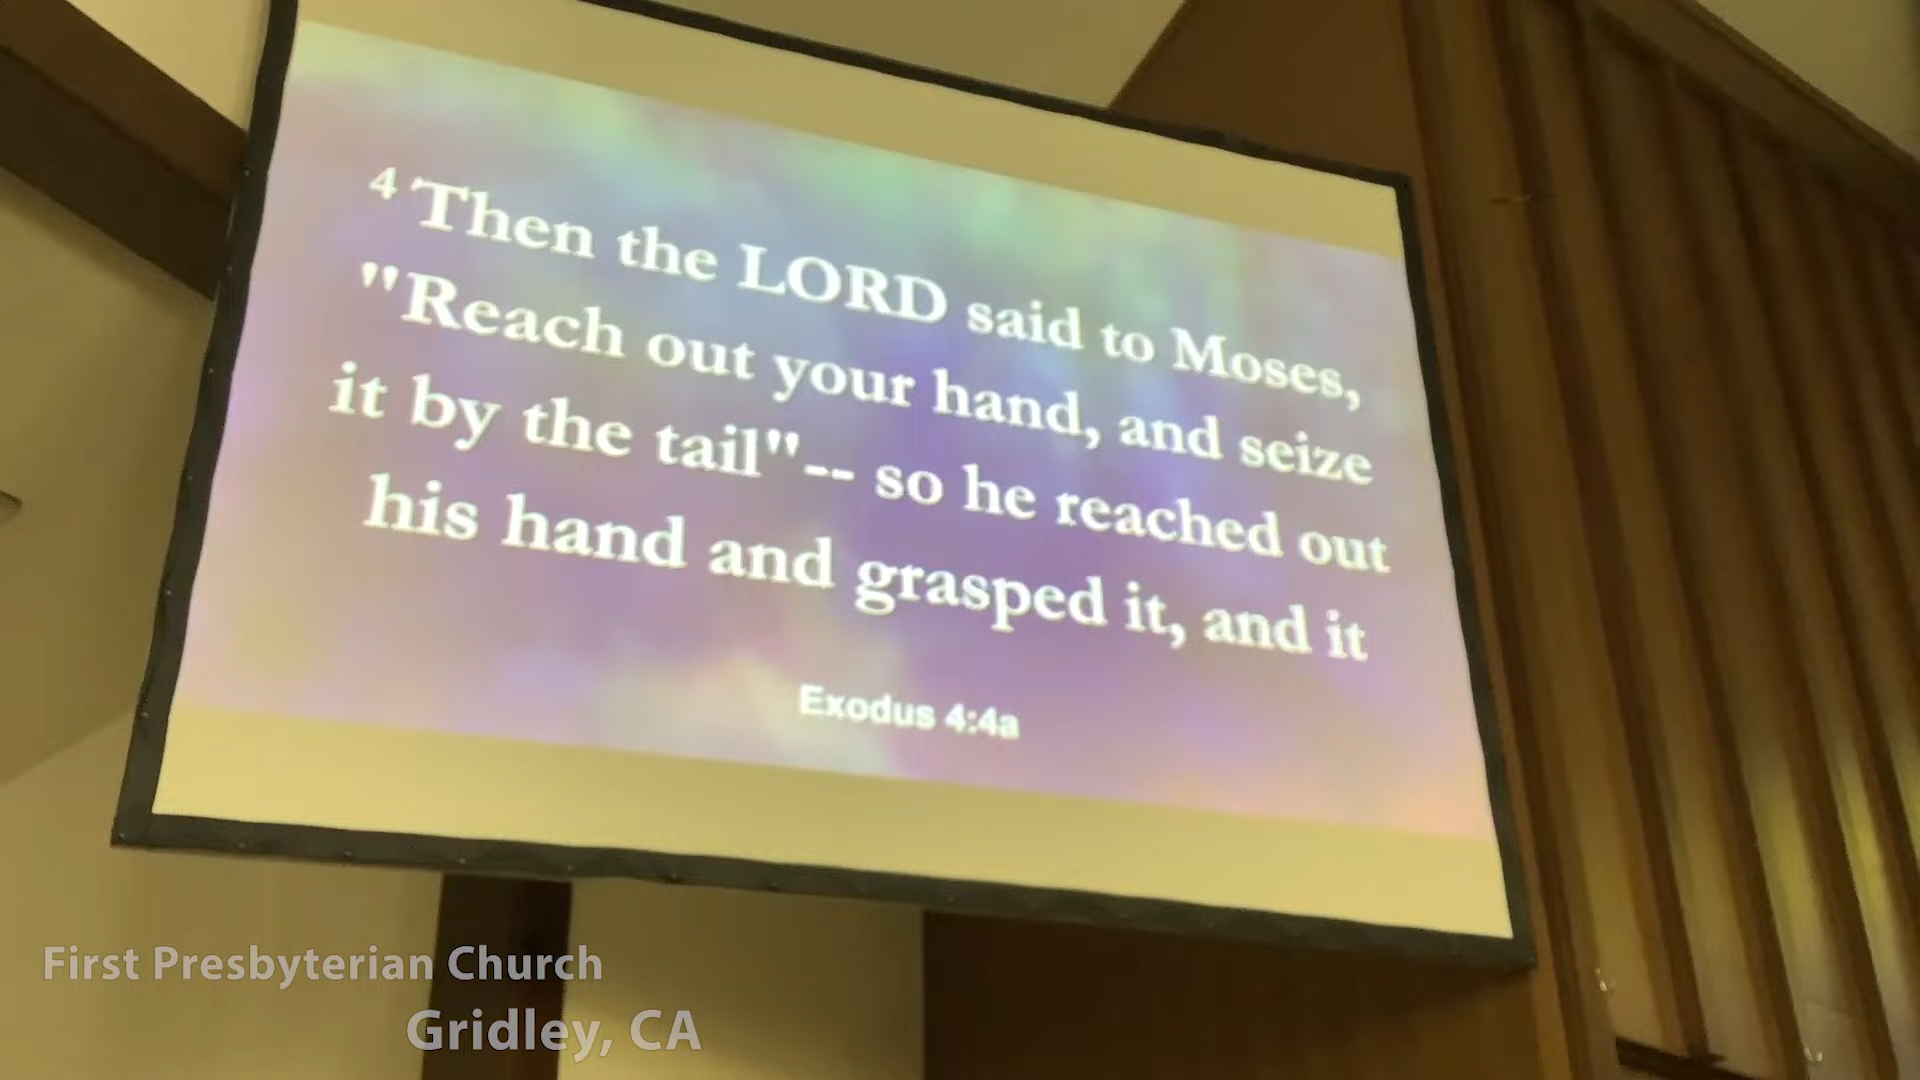 4 Then the LORD said to Moses,
"Reach out your hand, and seize
it by the tail"-- so he reached out
his hand and grasped it, and it
Exodus 4:4a
First Presbyterian Church
Gridley, CA